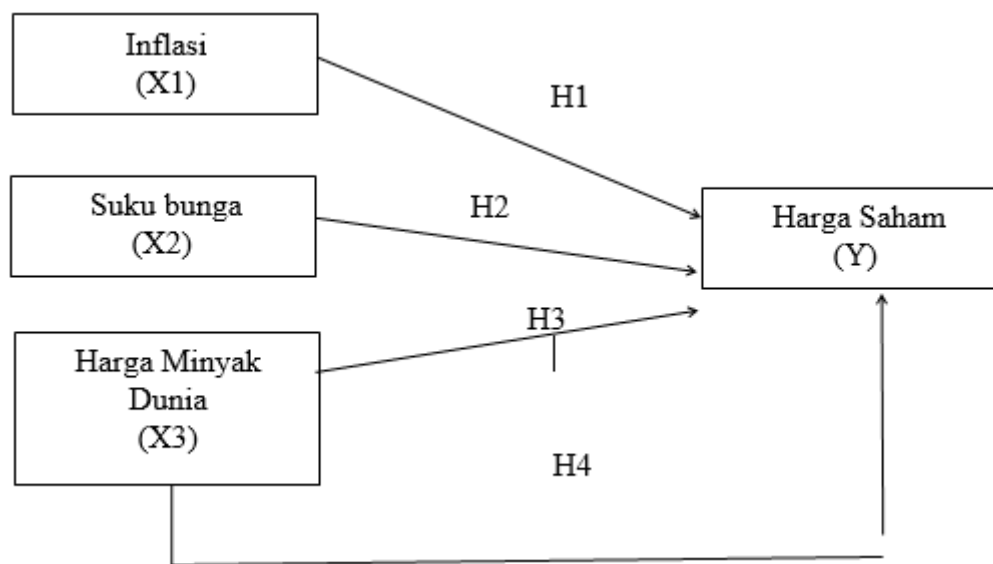 Inflasi
(X1)
H1
Suku bunga
(X2)
H2
Harga Saham
(Y)
H3
Harga Minyak
Dunia
(X3)
H4